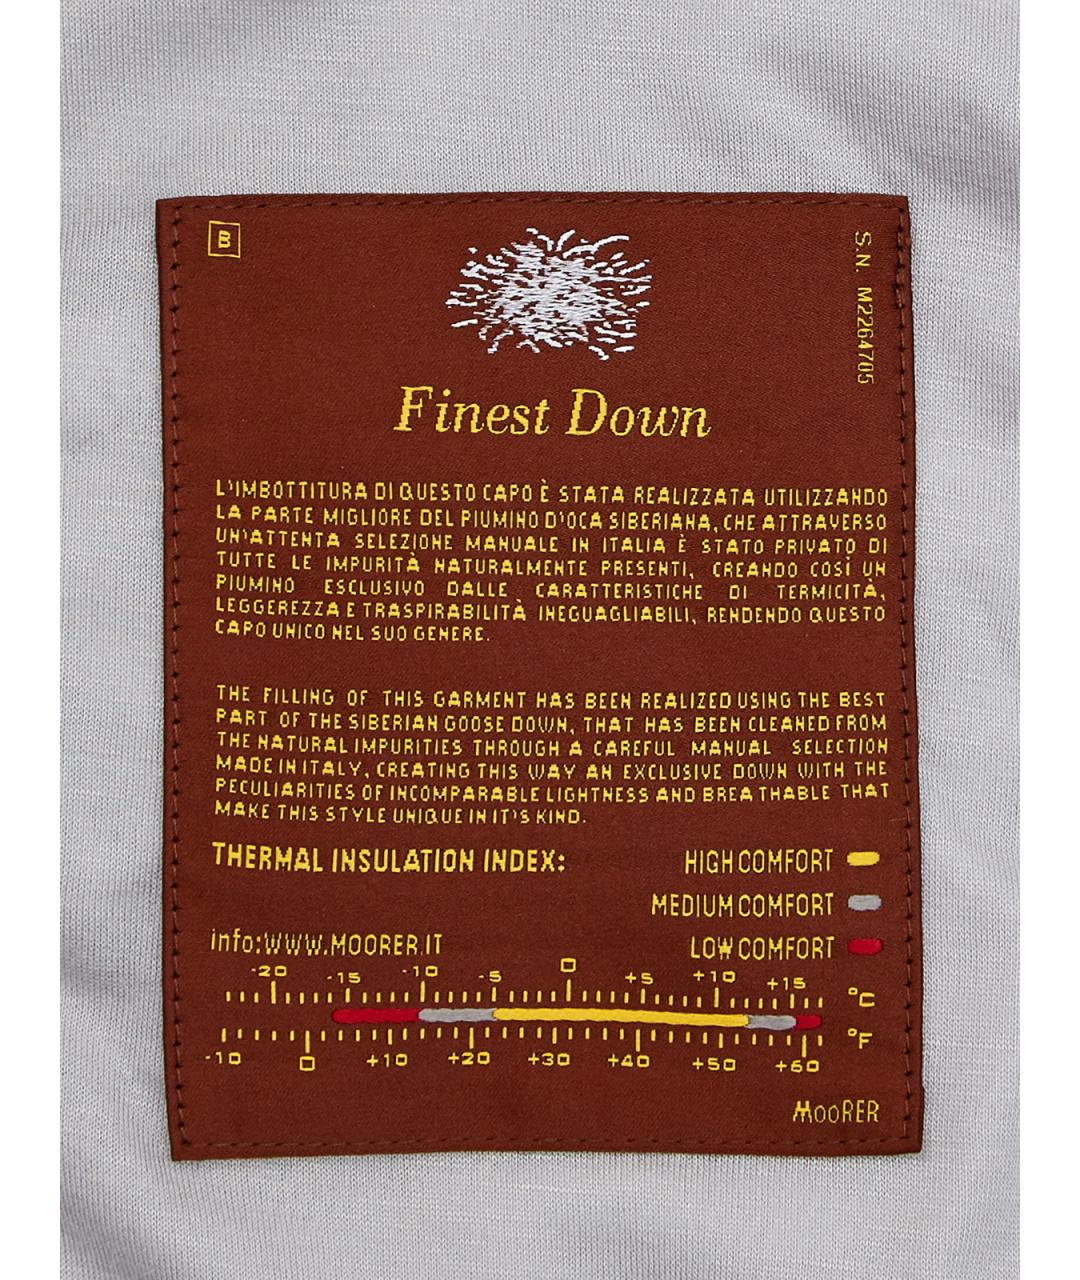 B
S.N. M2264705
Finest Down
L'IMBOTTITURA DI QUESTO CAPO È STATA REALIZZATA UTILIZZANDO
LA PARTE MIGLIORE DEL PIUMINO D'OCA SIBERIANA, CHE ATTRAVERSO
UN'ATTENTA SELEZIONE MANUALE IN ITALIA È STATO PRIVATO DI
TUTTE LE IMPURITÀ NATURALMENTE PRESENTI, CREANDO COSÌ UN
PIUMINO ESCLUSIVO DALLE CARATTERISTICHE DI TERMICITÀ,
LEGGEREZZA E TRASPIRABILITÀ INEGUAGLIABILI, RENDENDO QUESTO
CAPO UNICO NEL SUO GENERE.
THE FILLING OF THIS GARMENT HAS BEEN REALIZED USING THE BEST
PART OF THE SIBERIAN GOOSE DOWN, THAT HAS BEEN CLEANED FROM
THE NATURAL IMPURITIES THROUGH A CAREFUL MANUAL SELECTION
MADE IN ITALY, CREATING THIS WAY AN EXCLUSIVE DOWN WITH THE
PECULIARITIES OF INCOMPARABLE LIGHTNESS AND BREATHABLE THAT
MAKE THIS STYLE UNIQUE IN IT'S KIND.
THERMAL INSULATION INDEX: HIGH COMFORT
MEDIUM COMFORT
info:WWW.MOORER.IT LOW COMFORT
-20 -15 -10 -5 0 +5 +10 +15 °C
-10 0 +10 +20 +30 +40 +50 +60 °F
MooRER